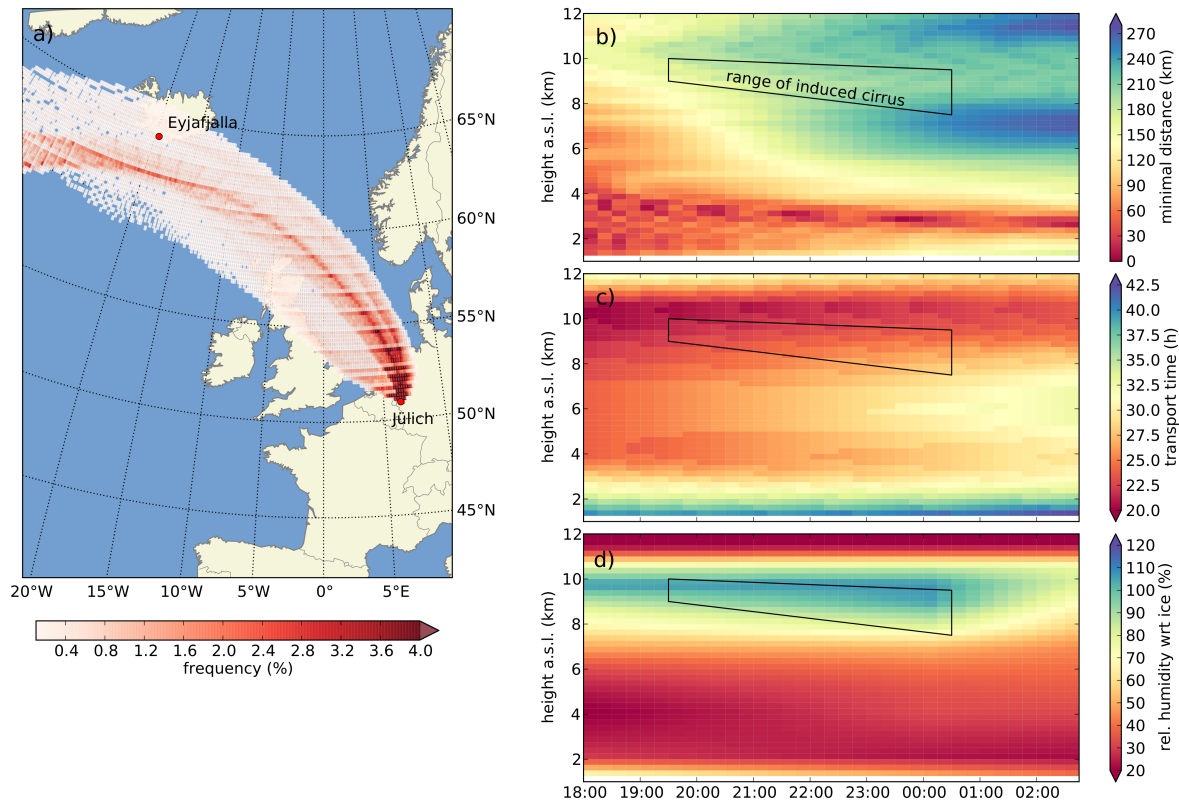 a)
Eyjafjalla
Jülich
65°N
60°N
55°N
50°N
45°N
20°W 15°W 10°W 5°W 0° 5°E
0.4 0.8 1.2 1.6 2.0 2.4 2.8 3.2 3.6 4.0
frequency (%)
b)
range of induced cirrus
12
10
8
6
4
2
height a.s.l. (km)
270
240
210
180
150
120
90
60
30
0
minimal distance (km)
c)
12
10
8
6
4
2
height a.s.l. (km)
42.5
40.0
37.5
35.0
32.5
30.0
27.5
25.0
22.5
20.0
transport time (h)
d)
12
10
8
6
4
2
height a.s.l. (km)
18:00 19:00 20:00 21:00 22:00 23:00 00:00 01:00 02:00
120
110
100
90
80
70
60
50
40
30
20
rel. humidity wrt ice (%)